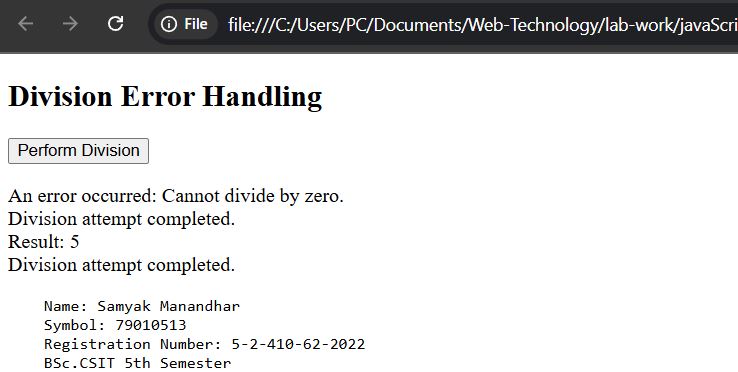 File file:///C:/Users/PC/Documents/Web-Technology/lab-work/javaScri
Division Error Handling
Perform Division
An error occurred: Cannot divide by zero.
Division attempt completed.
Result: 5
Division attempt completed.
Name: Samyak Manandhar
Symbol: 79010513
Registration Number: 5-2-410-62-2022
BSc.CSIT 5th Semester